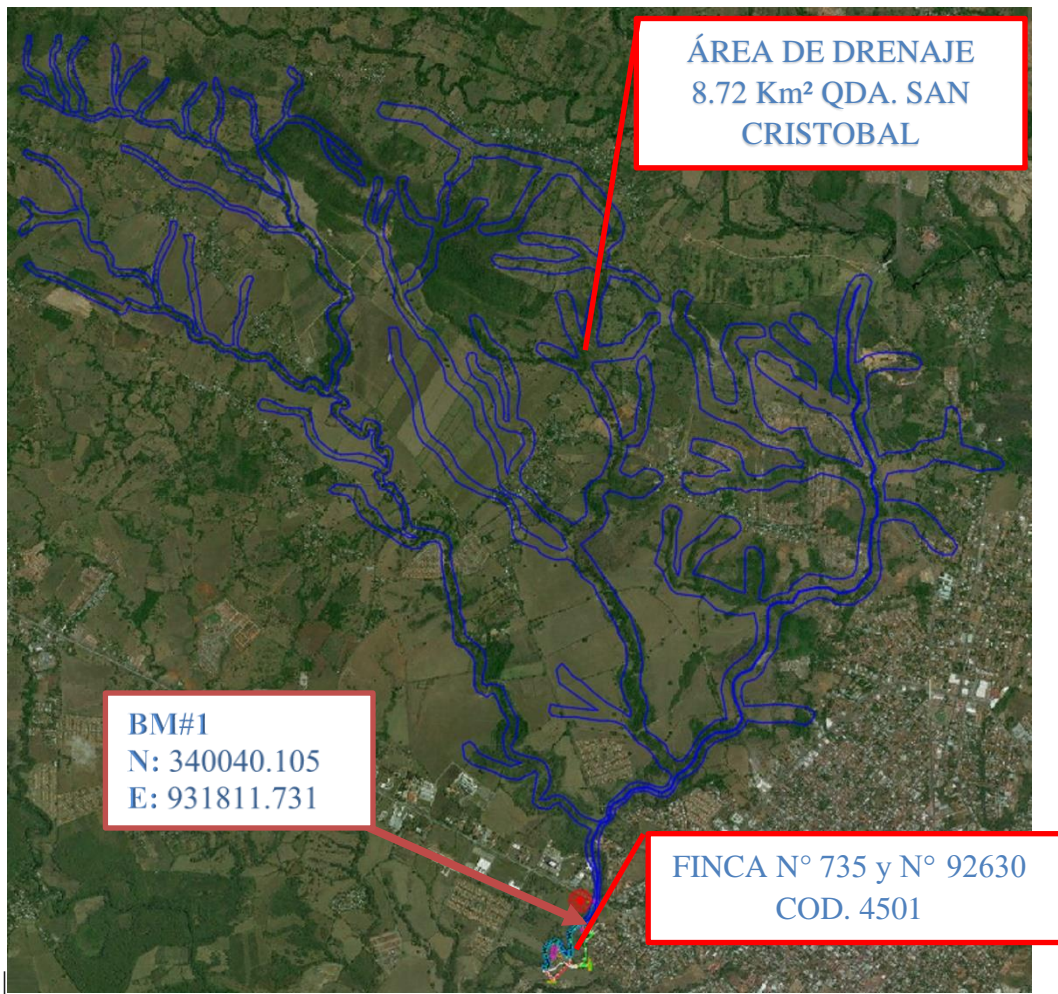 ÁREA DE DRENAJE
8.72 Km² QDA. SAN
CRISTOBAL
BM#1
N: 340040.105
E: 931811.731
FINCA N° 735 y N° 92630
COD. 4501